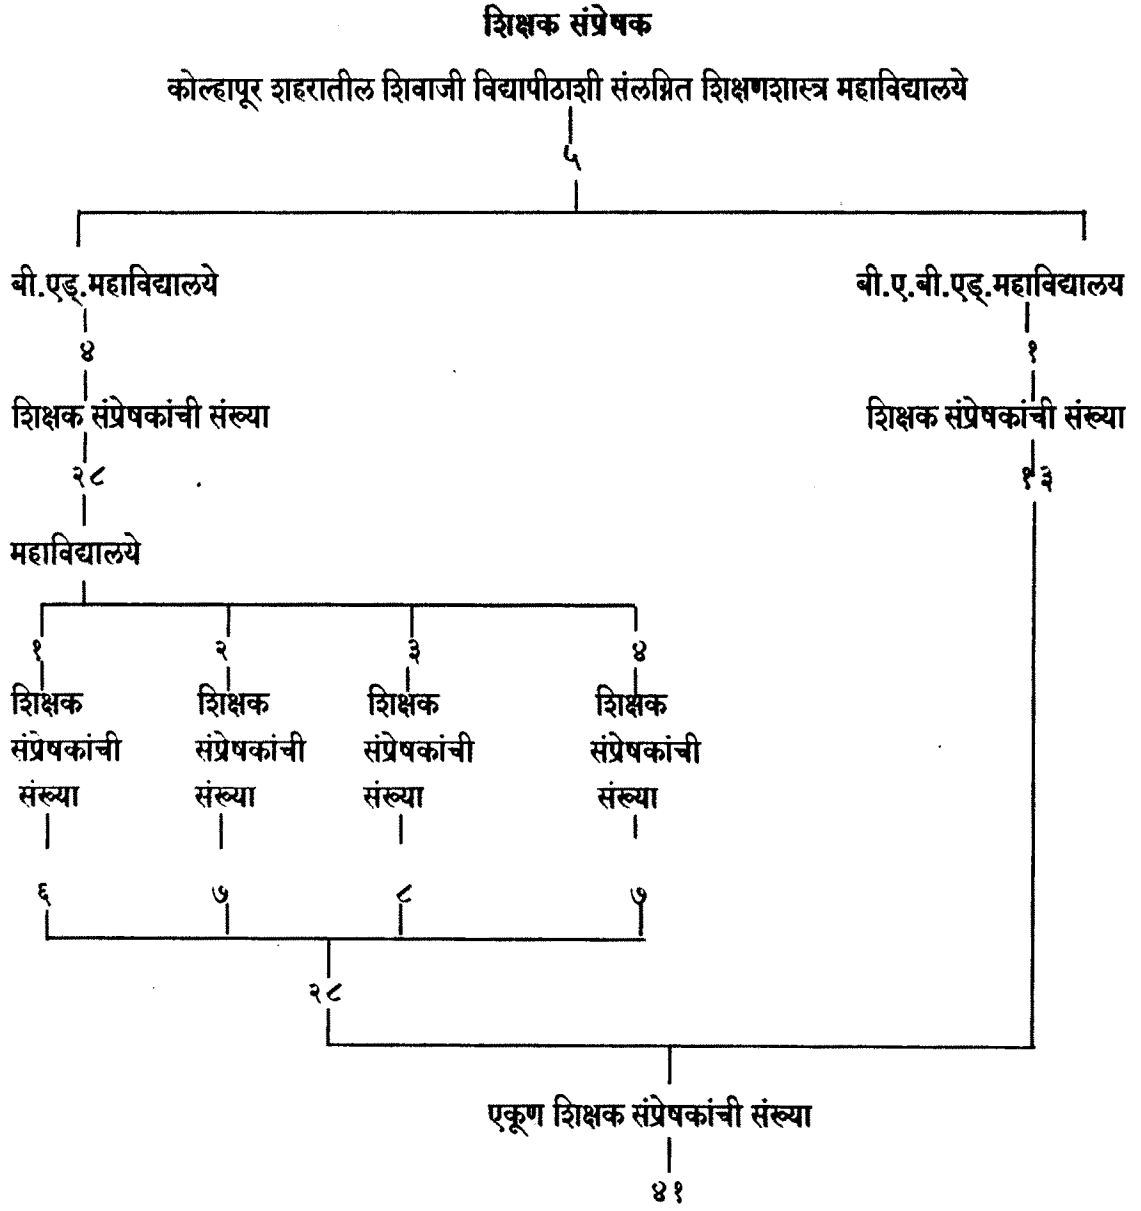 शिक्षक संप्रेषक
कोल्हापूर शहरातील शिवाजी विद्यापीठाशी संलग्नित शिक्षणशास्त्र महाविद्यालये
५
बी.एड्.महाविद्यालये बी.ए.बी.एड्.महाविद्यालय
४ १
शिक्षक संप्रेषकांची संख्या शिक्षक संप्रेषकांची संख्या
२८ १३
महाविद्यालये
१ २ ३ ४
शिक्षक शिक्षक शिक्षक शिक्षक
संप्रेषकांची संप्रेषकांची संप्रेषकांची संप्रेषकांची
संख्या संख्या संख्या संख्या
६ ७ ८ ७
२८
एकूण शिक्षक संप्रेषकांची संख्या
४१